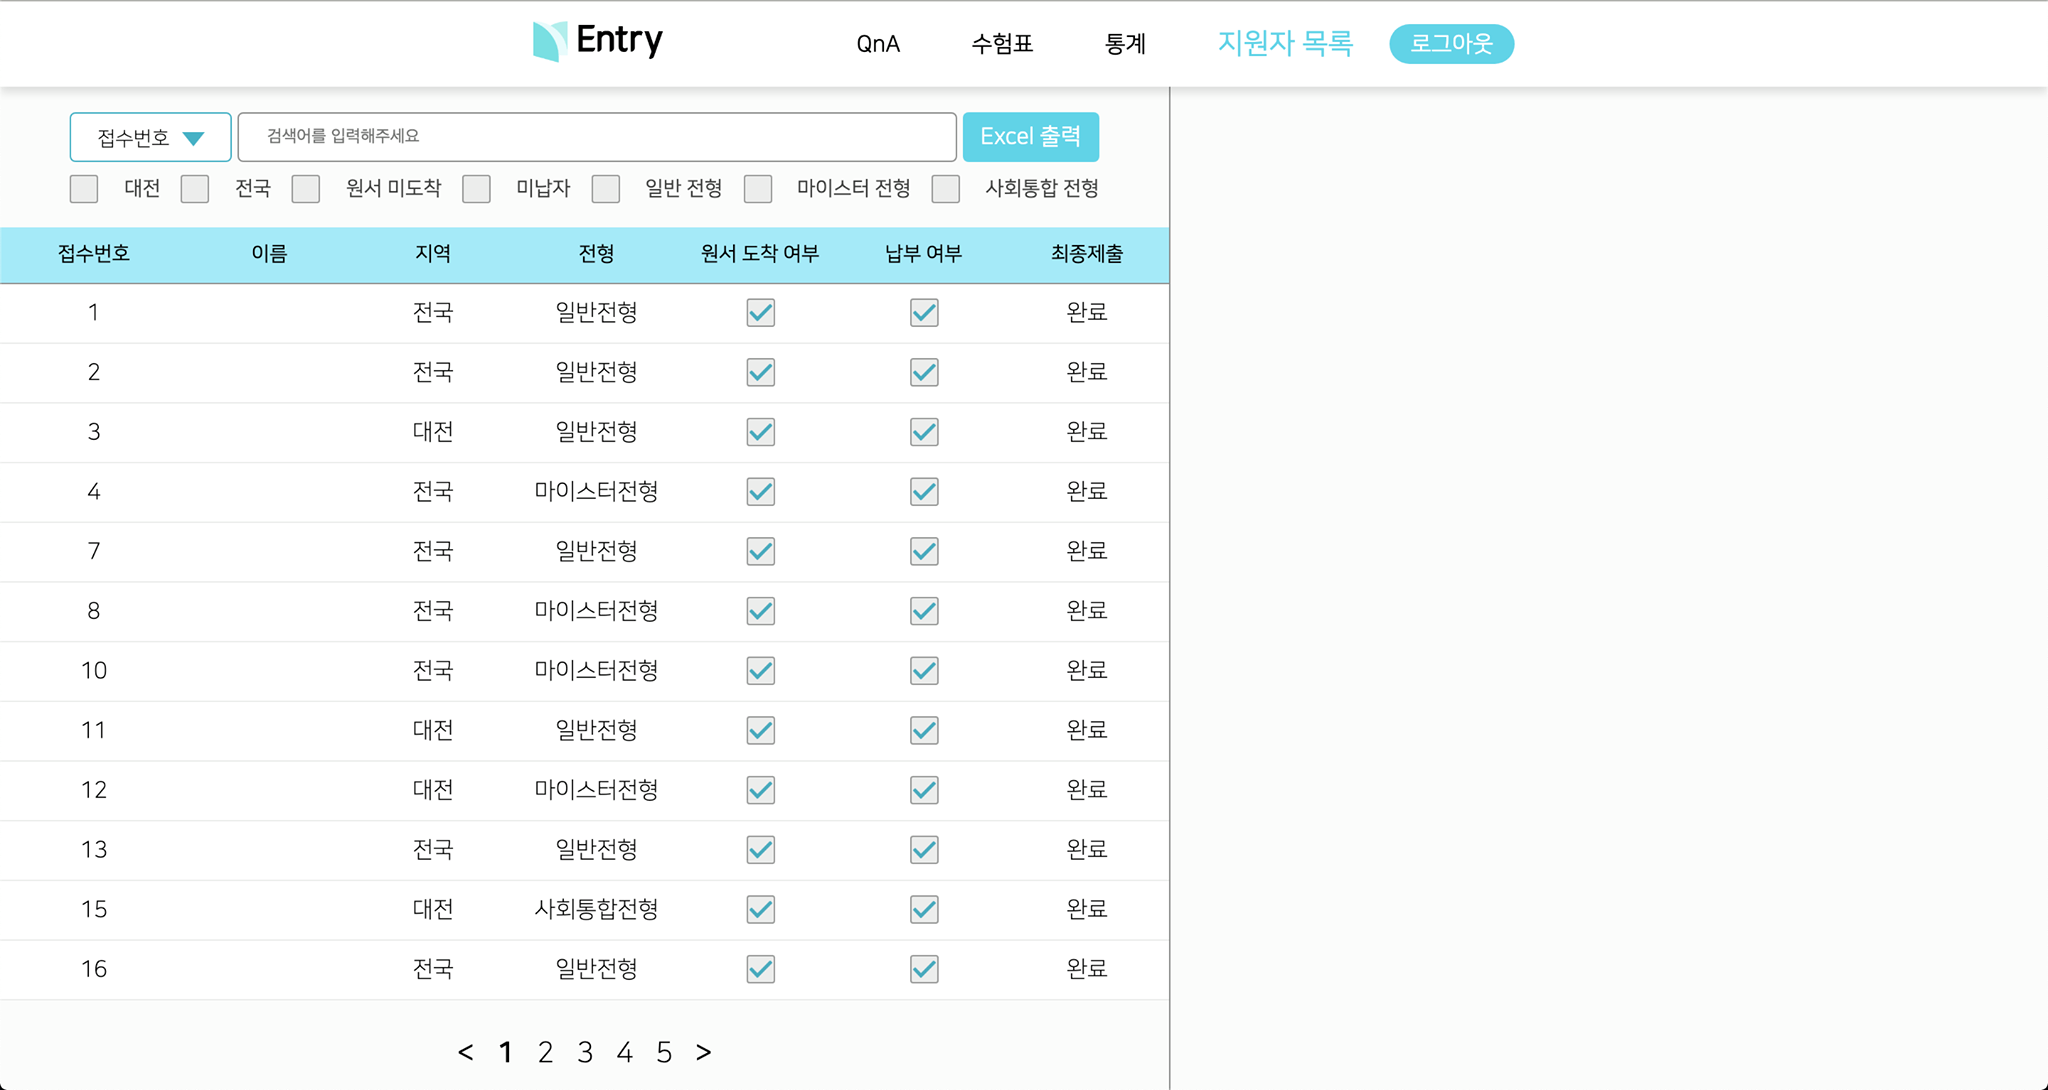 Entry QnA 수험표 통계 지원자 목록 로그아웃
접수번호 검색어를 입력해주세요 Excel 출력
대전 전국 원서 미도착 미납자 일반 전형 마이스터 전형 사회통합 전형
접수번호 이름 지역 전형 원서 도착 여부 납부 여부 최종제출
1 전국 일반전형 완료
2 전국 일반전형 완료
3 대전 일반전형 완료
4 전국 마이스터전형 완료
7 전국 일반전형 완료
8 전국 마이스터전형 완료
10 전국 마이스터전형 완료
11 대전 일반전형 완료
12 대전 마이스터전형 완료
13 전국 일반전형 완료
15 대전 사회통합전형 완료
16 전국 일반전형 완료
< 1 2 3 4 5 >